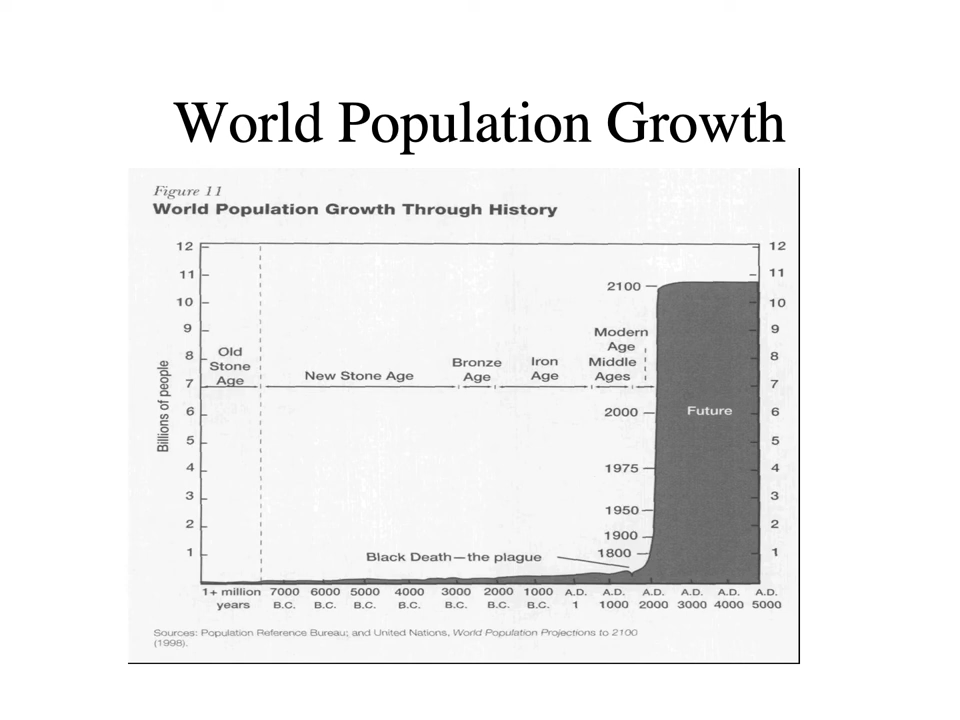 World Population Growth
Figure 11
World Population Growth Through History
12 12
11 11
2100
10 10
9 9
Modern
Age
8 Old Stone Age 8
New Stone Age
Bronze Age
Iron Age
Middle Ages
7 7
Billions of people
6 2000 Future 6
5 5
4 1975 4
3 3
1950
2 2
1900
1 Black Death—the plague 1800 1
1+ million years 7000 B.C. 6000 B.C. 5000 B.C. 4000 B.C. 3000 B.C. 2000 B.C. 1000 B.C. A.D. 1 A.D. 1000 A.D. 2000 A.D. 3000 A.D. 4000 A.D. 5000
Sources: Population Reference Bureau; and United Nations, World Population Projections to 2100
(1998).